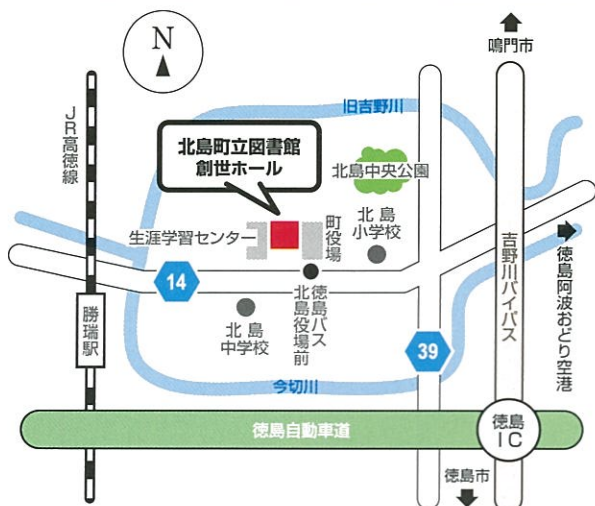 N
鳴門市
JR高徳線
旧吉野川
北島町立図書館
創世ホール
北島中央公園
生涯学習センター
町役場
北島
小学校
吉野川バイパス
徳島阿波おどり空港
14
勝瑞駅
北島
中学校
徳島バス
北島役場前
39
今切川
徳島自動車道
徳島
IC
徳島市